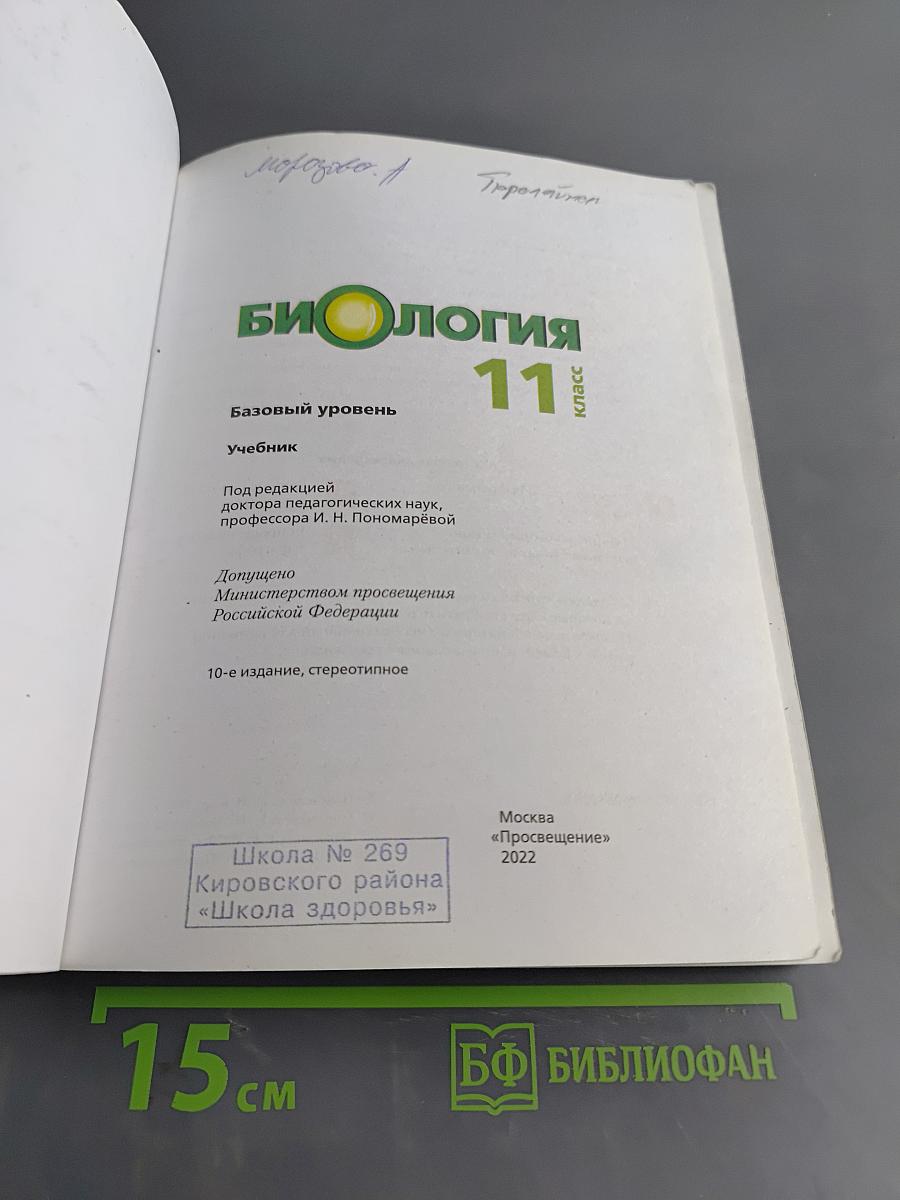 Морозова. А
БИОЛОГИЯ
11 класс
Базовый уровень
Учебник
Под редакцией
доктора педагогических наук,
профессора И. Н. Пономарёвой
Допущено
Министерством просвещения
Российской Федерации
10-е издание, стереотипное
Москва
«Просвещение»
2022
Школа № 269
Кировского района
«Школа здоровья»
15 см
БФ БИБЛИОФАН